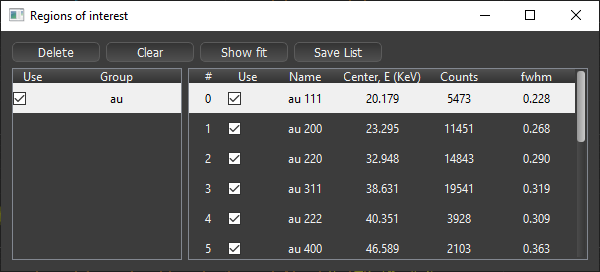 Regions of interest
Delete Clear Show fit Save List
Use Group
au
# Use Name Center, E (KeV) Counts fwhm
0 au 111 20.179 5473 0.228
1 au 200 23.295 11451 0.268
2 au 220 32.948 14843 0.290
3 au 311 38.631 19541 0.319
4 au 222 40.351 3928 0.309
5 au 400 46.589 2103 0.363